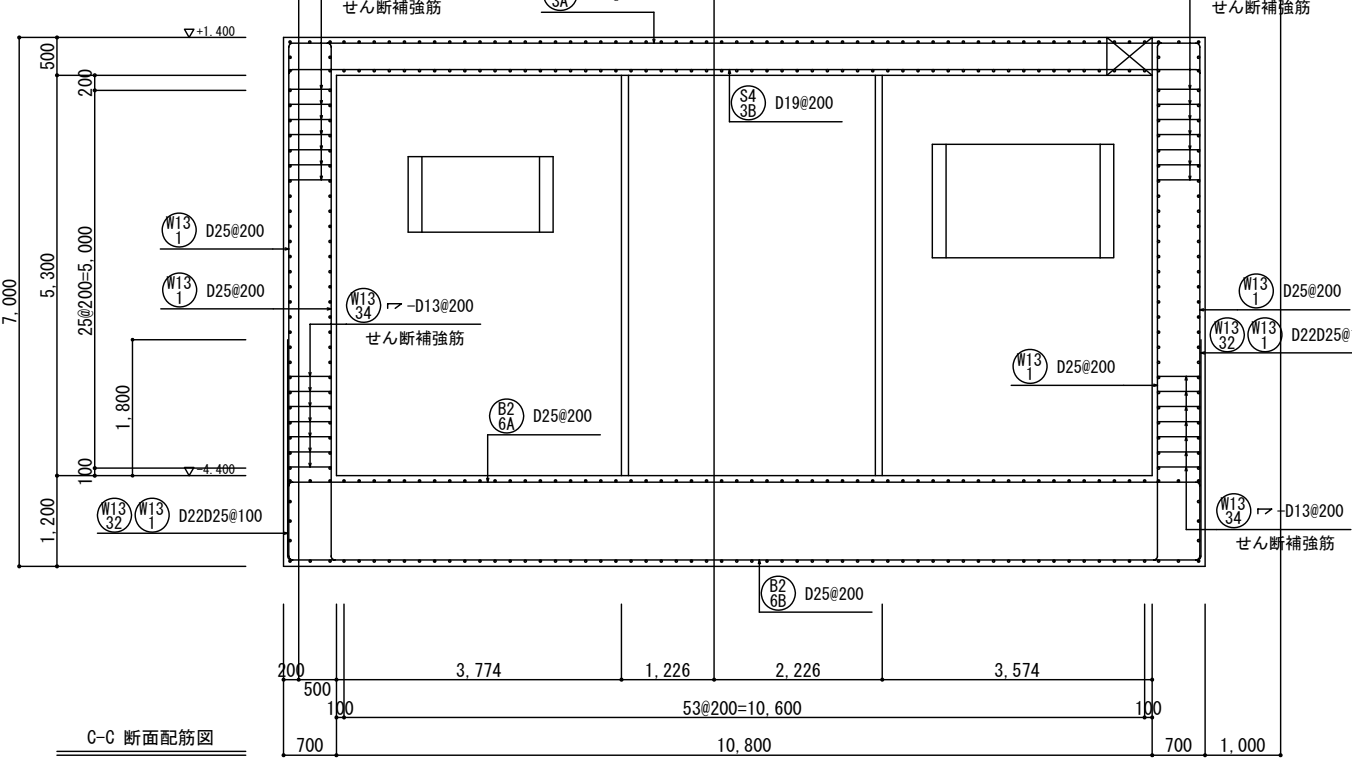 せん断補強筋
3A
せん断補強筋
▽+1.400
500
200
S4
3B
D19@200
W13
1
D25@200
W13
1
D25@200
W13
34
-D13@200
せん断補強筋
W13
1
D25@200
W13
32
W13
1
D22D25@
W13
1
D25@200
B2
6A
D25@200
7,000
5,300
25@200=5,000
1,800
100
▽-4.400
1,200
W13
32
W13
1
D22D25@100
W13
34
-D13@200
せん断補強筋
B2
6B
D25@200
200
500
3,774
1,226
2,226
3,574
100
53@200=10,600
100
700
10,800
700
1,000
C-C 断面配筋図